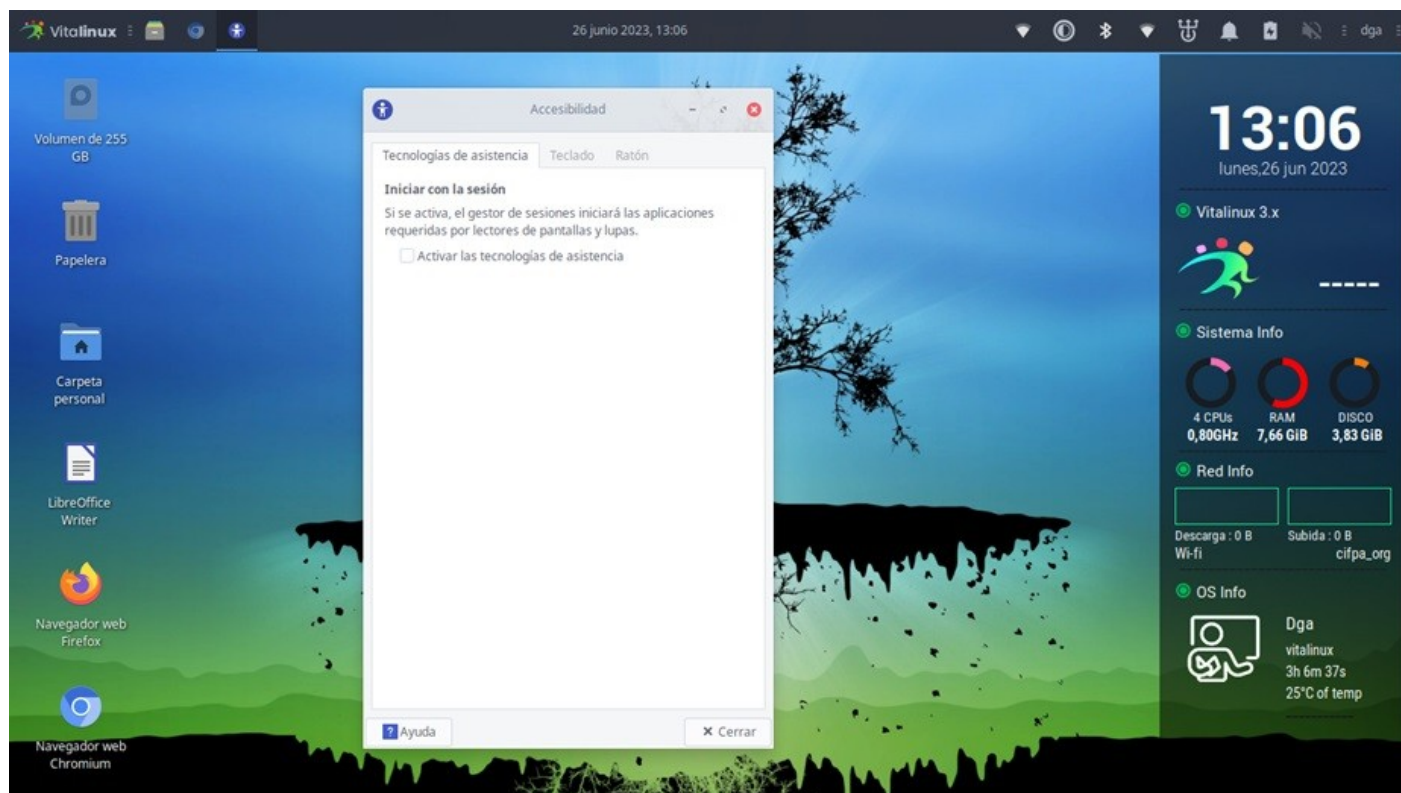 Vitalinux
26 junio 2023, 13:06
dga
Volumen de 255
GB
Papelera
Carpeta
personal
LibreOffice
Writer
Navegador web
Firefox
Navegador web
Chromium
Accesibilidad
Tecnologías de asistencia Teclado Ratón
Iniciar con la sesión
Si se activa, el gestor de sesiones iniciará las aplicaciones
requeridas por lectores de pantallas y lupas.
Activar las tecnologías de asistencia
? Ayuda
Cerrar
13:06
lunes,26 jun 2023
Vitalinux 3.x
-----
Sistema Info
4 CPUs RAM DISCO
0,80GHz 7,66 GiB 3,83 GiB
Red Info
Descarga : 0 B Subida : 0 B
Wi-fi cifpa_org
OS Info
Dga
vitalinux
3h 6m 37s
25°C of temp